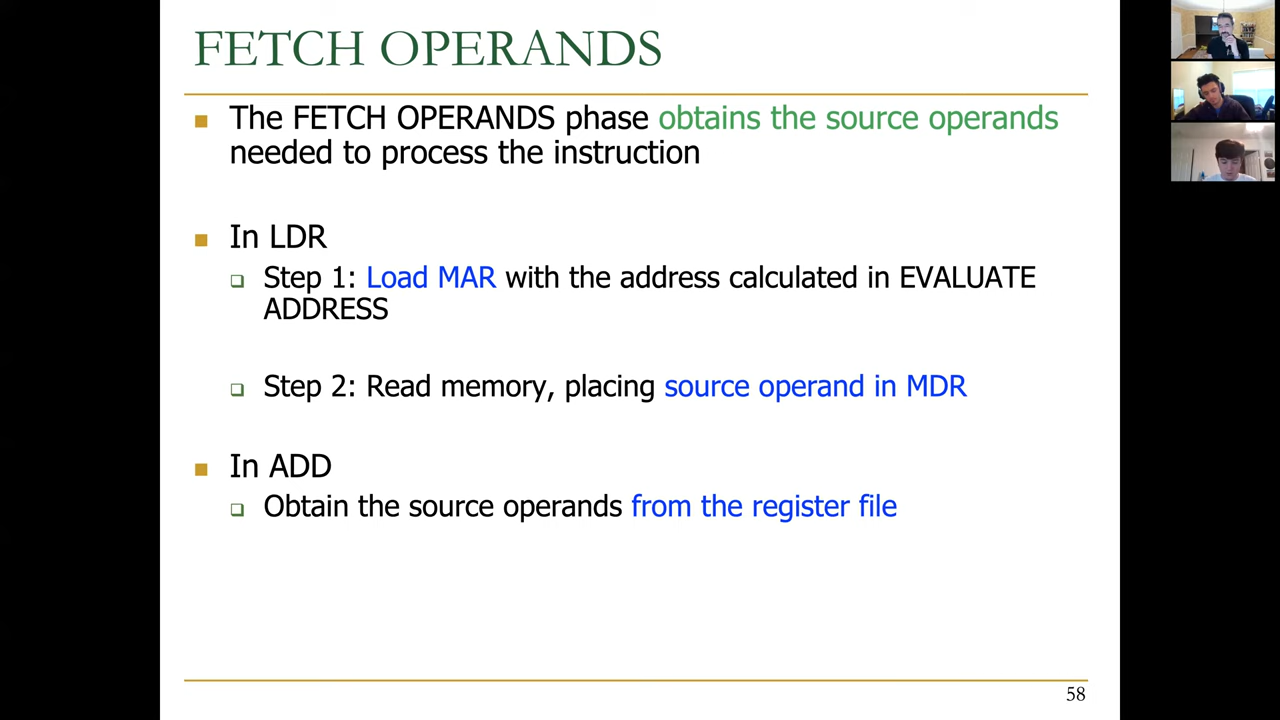 FETCH OPERANDS
The FETCH OPERANDS phase obtains the source operands
needed to process the instruction
In LDR
Step 1: Load MAR with the address calculated in EVALUATE
ADDRESS
Step 2: Read memory, placing source operand in MDR
In ADD
Obtain the source operands from the register file
58